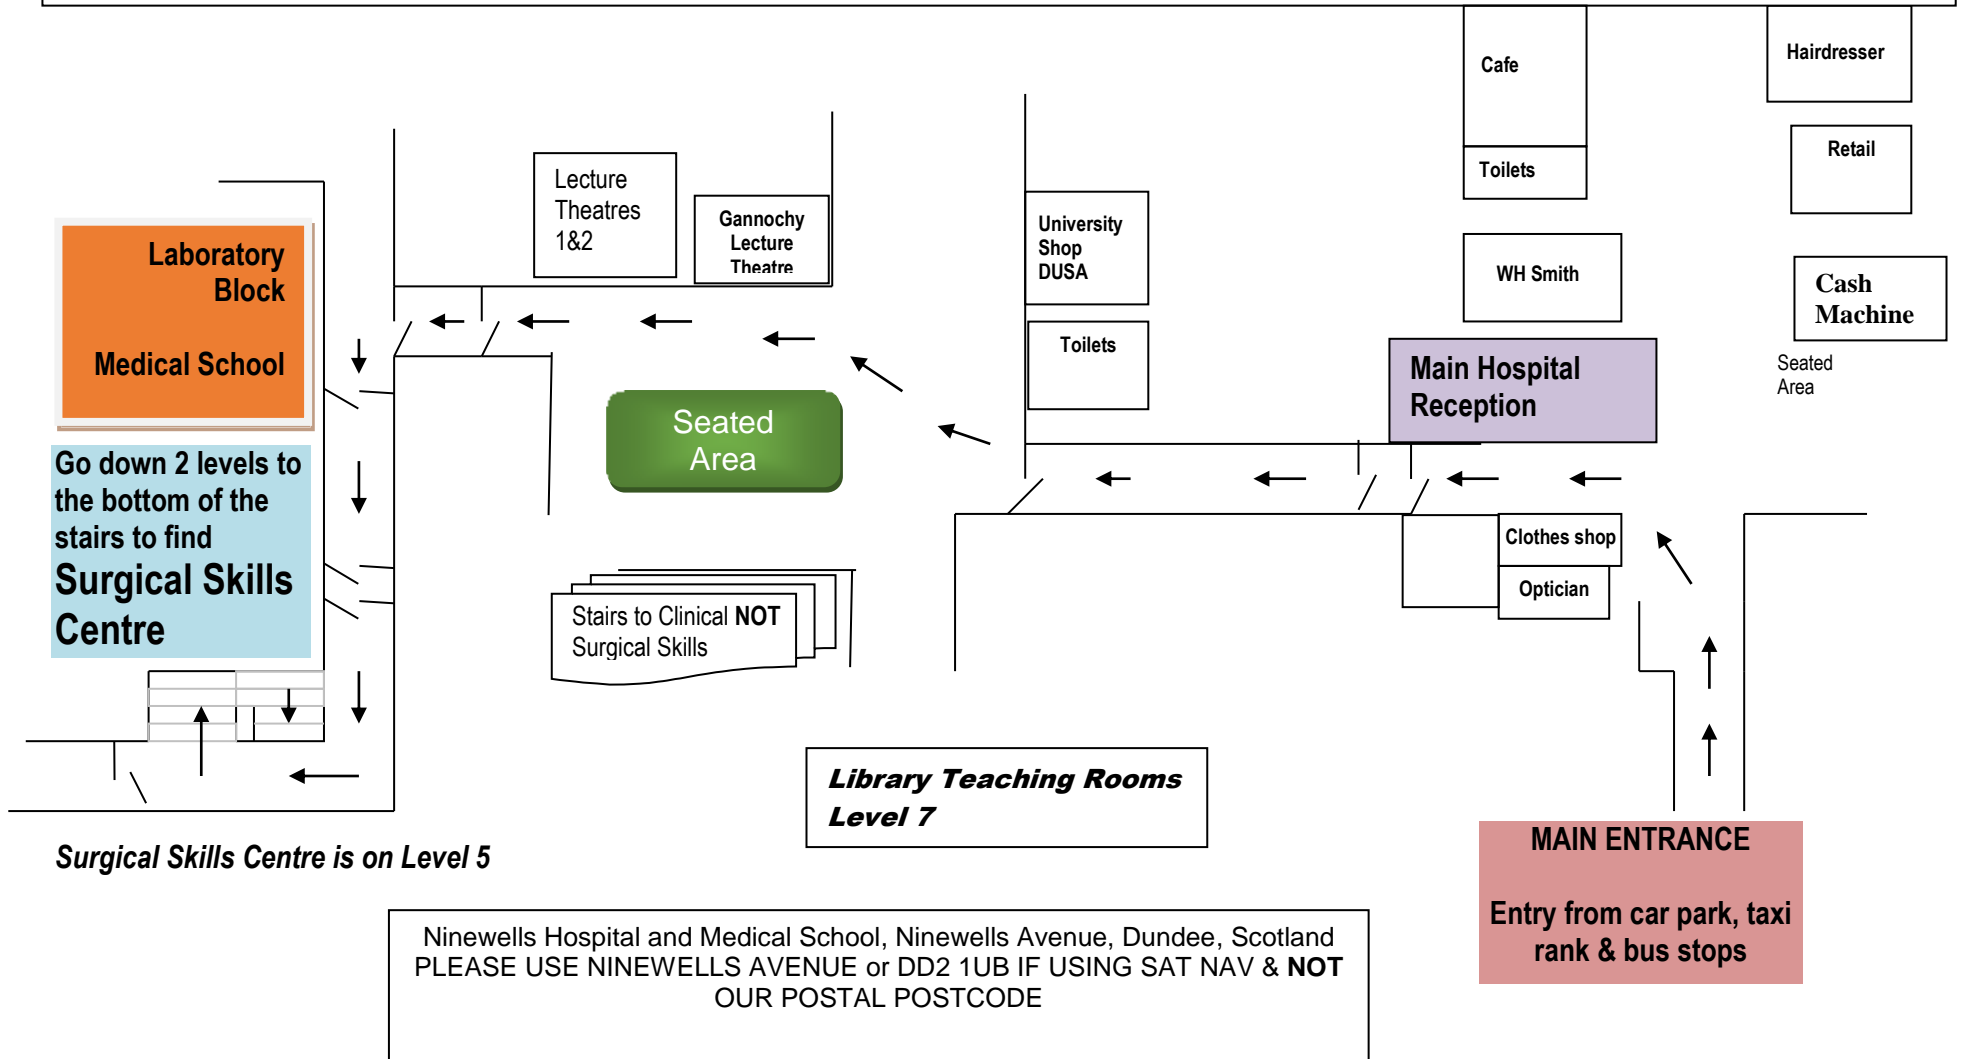 Cafe
Hairdresser
Retail
Toilets
Lecture
Theatres
1&2
Gannochy
Lecture
Theatre
University
Shop
DUSA
Laboratory
Block
Medical School
WH Smith
Cash
Machine
Toilets
Main Hospital
Reception
Seated
Area
Seated
Area
Go down 2 levels to
the bottom of the
stairs to find
Surgical Skills
Centre
Clothes shop
Optician
Stairs to Clinical NOT
Surgical Skills
Library Teaching Rooms
Level 7
Surgical Skills Centre is on Level 5
MAIN ENTRANCE
Entry from car park, taxi
rank & bus stops
Ninewells Hospital and Medical School, Ninewells Avenue, Dundee, Scotland
PLEASE USE NINEWELLS AVENUE or DD2 1UB IF USING SAT NAV & NOT
OUR POSTAL POSTCODE